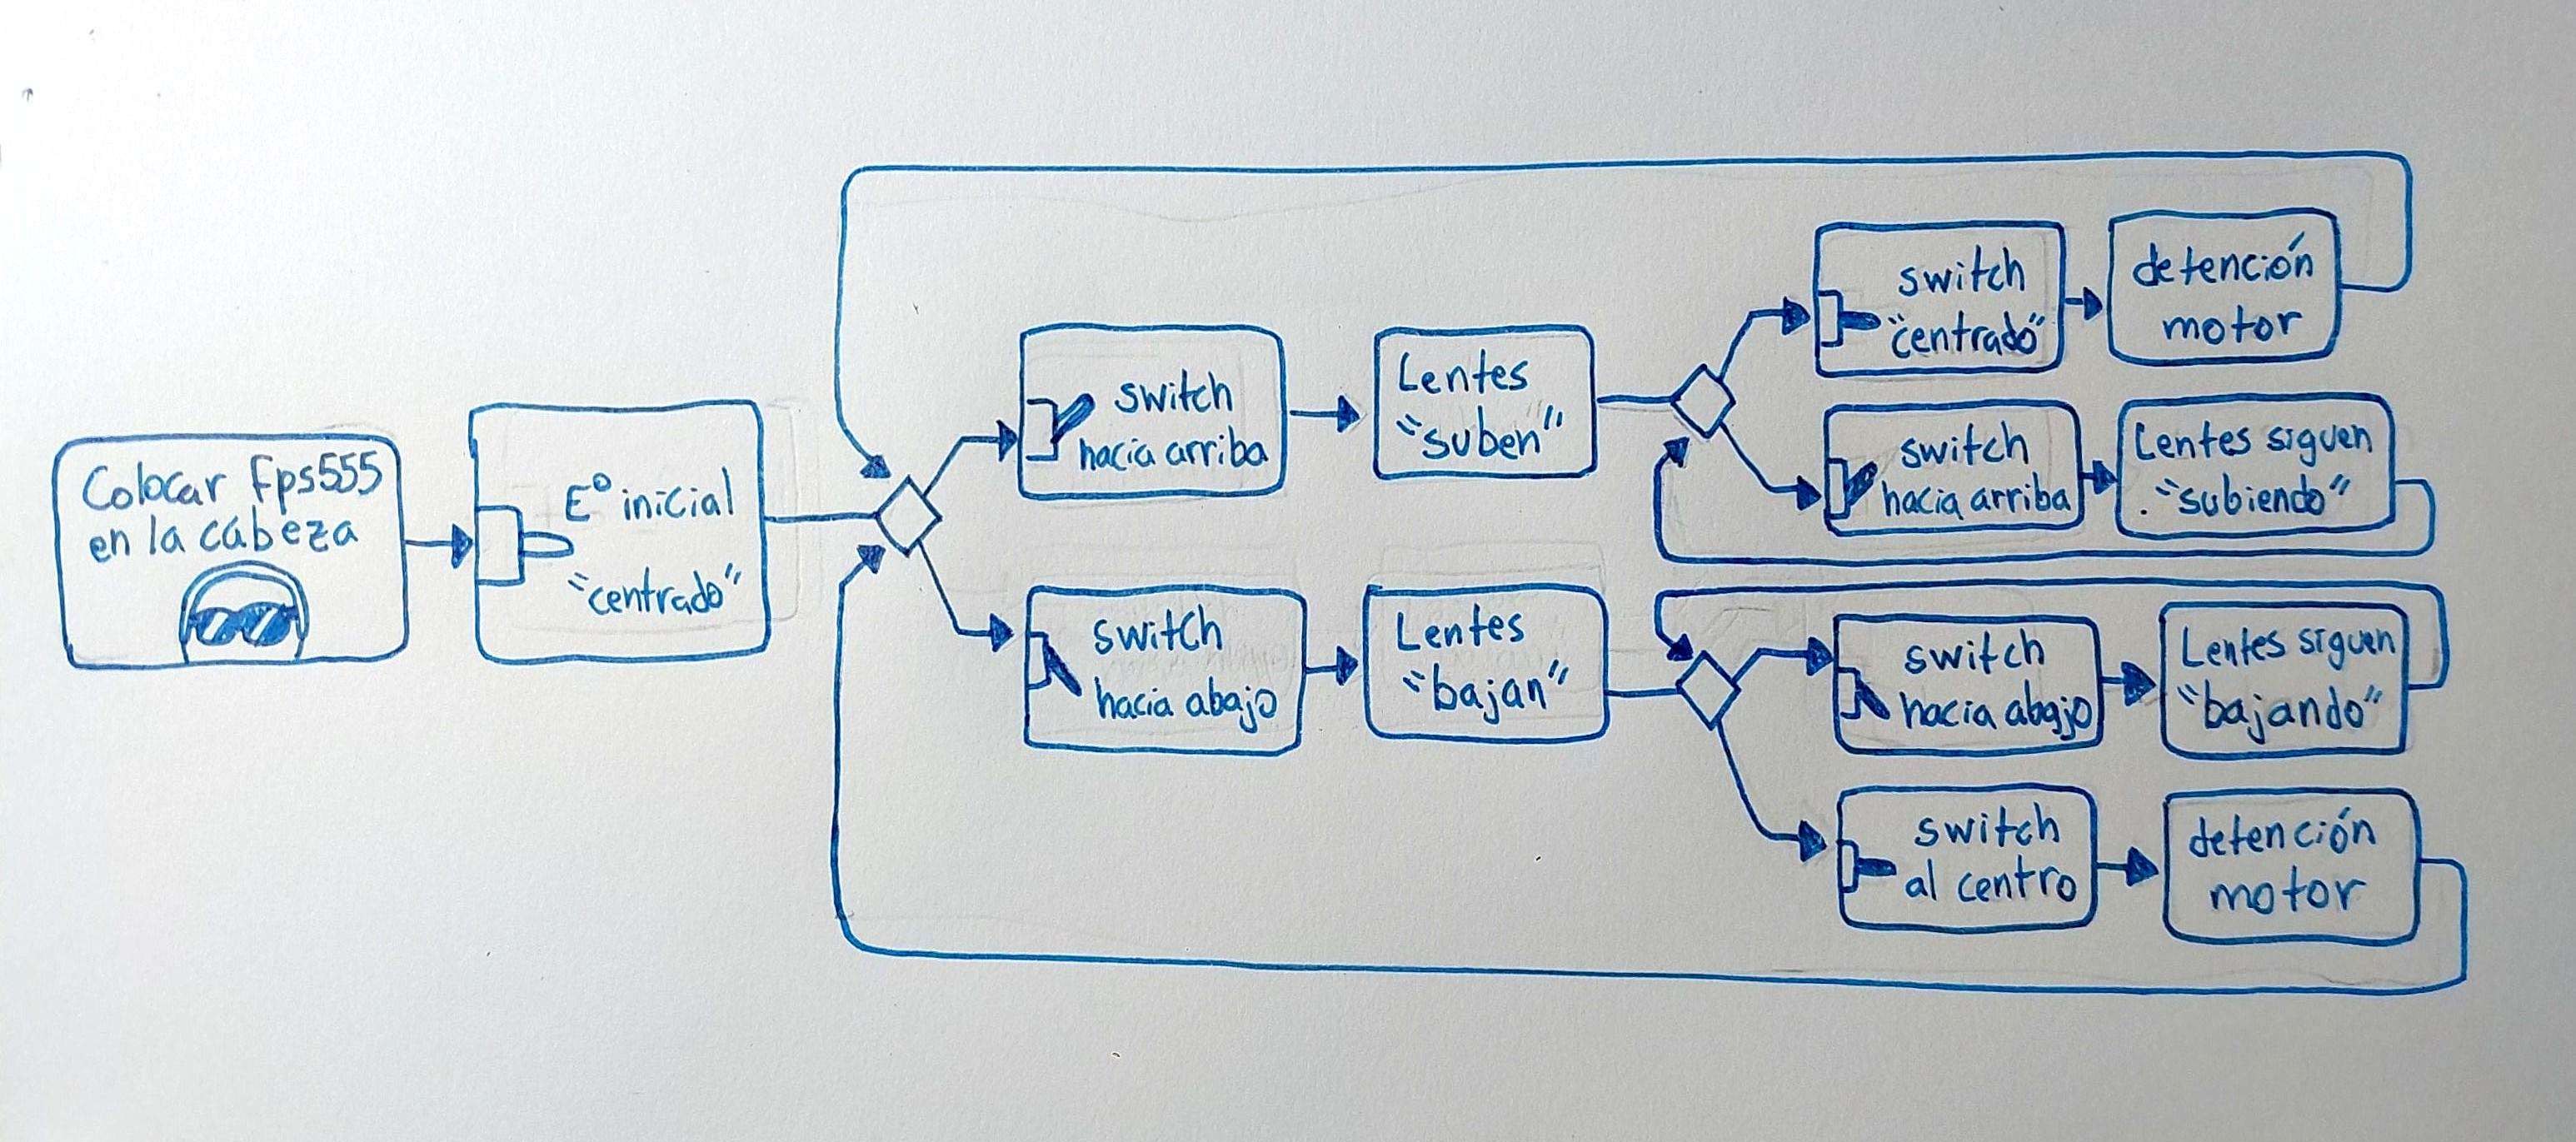 Colocar Fps555
en la cabeza
E° inicial
"centrado"
switch
hacia arriba
Lentes
"suben"
switch
"centrado"
detención
motor
switch
hacia arriba
Lentes siguen
."subiendo"
switch
hacia abajo
Lentes
"bajan"
switch
hacia abajo
Lentes siguen
"bajando"
switch
al centro
detención
motor